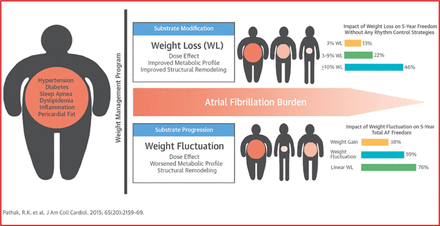 Hypertension
Diabetes
Sleep Apnea
Dyslipidemia
Inflammation
Pericardial Fat
Weight Management Program
Substrate Modification
Weight Loss (WL)
Dose Effect
Improved Metabolic Profile
Improved Structural Remodeling
Impact of Weight Loss on 5-Year Freedom
Without Any Rhythm Control Strategies
3% WL 13%
3-9% WL 22%
≥10% WL 46%
Atrial Fibrillation Burden
Substrate Progression
Weight Fluctuation
Dose Effect
Worsened Metabolic Profile
Structural Remodeling
Impact of Weight Fluctuation on 5-Year
Total AF Freedom
Weight Gain 38%
Weight
Fluctuation 59%
Linear WL 76%
Pathak, R.K. et al. J Am Coll Cardiol. 2015; 65(20):2159-69.